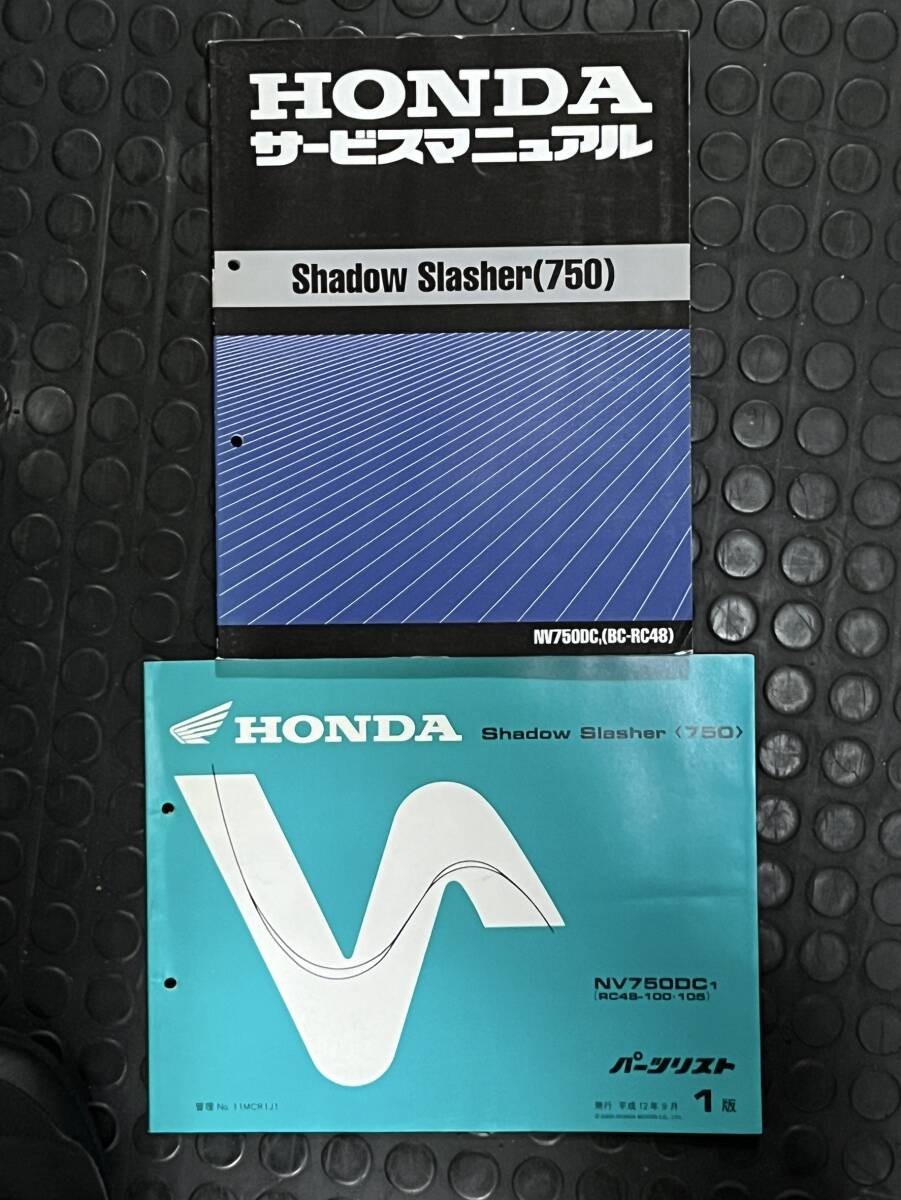 HONDA
サービスマニュアル
Shadow Slasher(750)
NV750DC₁(BC-RC48)
HONDA Shadow Slasher〈750〉
NV750DC₁
[RC48-100・105]
パーツリスト
管理 No. 11MCR1J1
発行 平成12年9月 1版